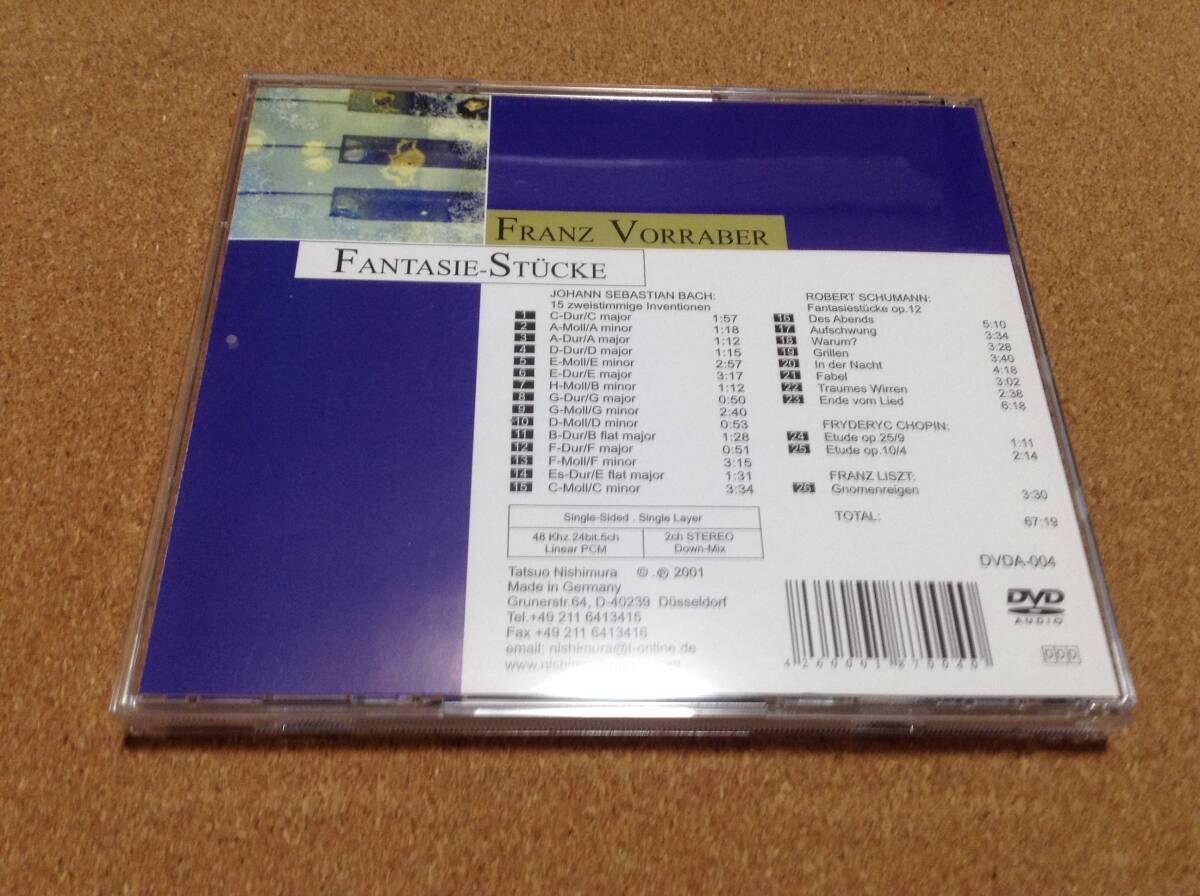 FRANZ VORRABER
FANTASIE-STÜCKE
JOHANN SEBASTIAN BACH:
15 zweistimmige Inventionen
1 C-Dur/C major 1:57
2 A-Moll/A minor 1:18
3 A-Dur/A major 1:12
4 D-Dur/D major 1:15
5 E-Moll/E minor 2:57
6 E-Dur/E major 3:17
7 H-Moll/B minor 1:12
8 G-Dur/G major 0:50
9 G-Moll/G minor 2:40
10 D-Moll/D minor 0:53
11 B-Dur/B flat major 1:28
12 F-Dur/F major 0:51
13 F-Moll/F minor 3:15
14 Es-Dur/E flat major 1:31
15 C-Moll/C minor 3:34
ROBERT SCHUMANN:
Fantasiestücke op.12
16 Des Abends 5:10
17 Aufschwung 3:34
18 Warum? 3:28
19 Grillen 3:40
20 In der Nacht 4:18
21 Fabel 3:02
22 Traumes Wirren 2:38
23 Ende vom Lied 6:18
FRYDERYC CHOPIN:
24 Etude op.25/9 1:11
25 Etude op.10/4 2:14
FRANZ LISZT:
26 Gnomenreigen 3:30
TOTAL: 67:19
Single-Sided . Single Layer
48 Khz.24bit.5ch
Linear PCM
2ch STEREO
Down-Mix
Tatsuo Nishimura © . ℗ 2001
Made in Germany
Grunerstr.64, D-40239 Düsseldorf
Tel.+49 211 6413415
Fax +49 211 6413416
email: nishimura@t-online.de
DVDA-004
DVD
AUDIO
4 260001 670040
DDD